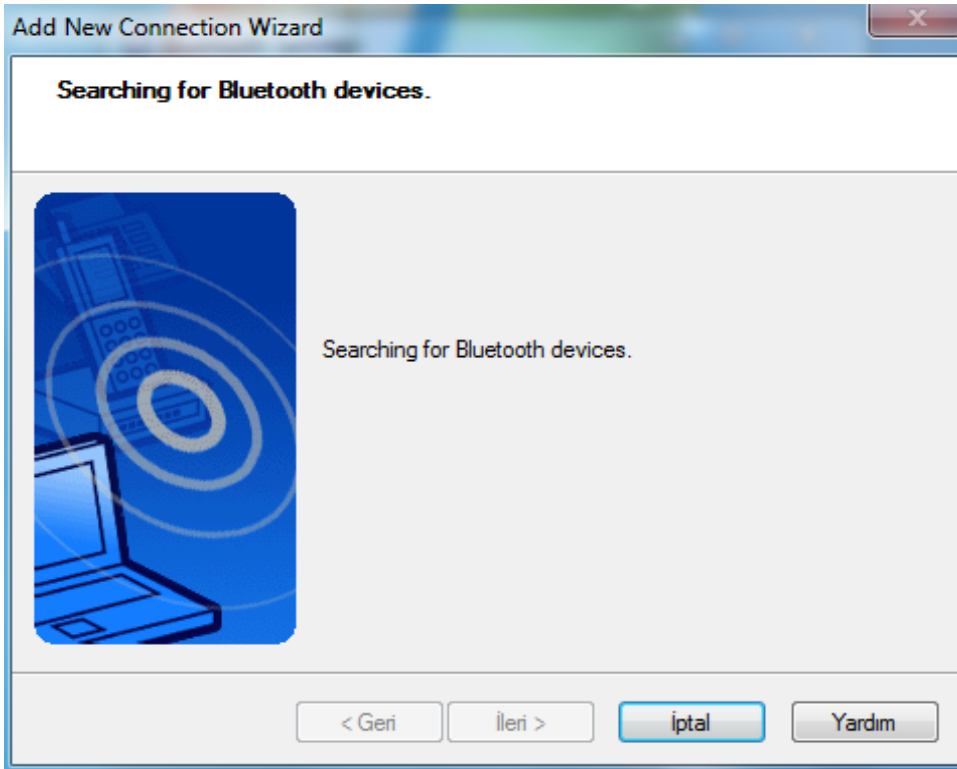 Add New Connection Wizard
Searching for Bluetooth devices.
Searching for Bluetooth devices.
< Geri
İleri >
İptal
Yardım